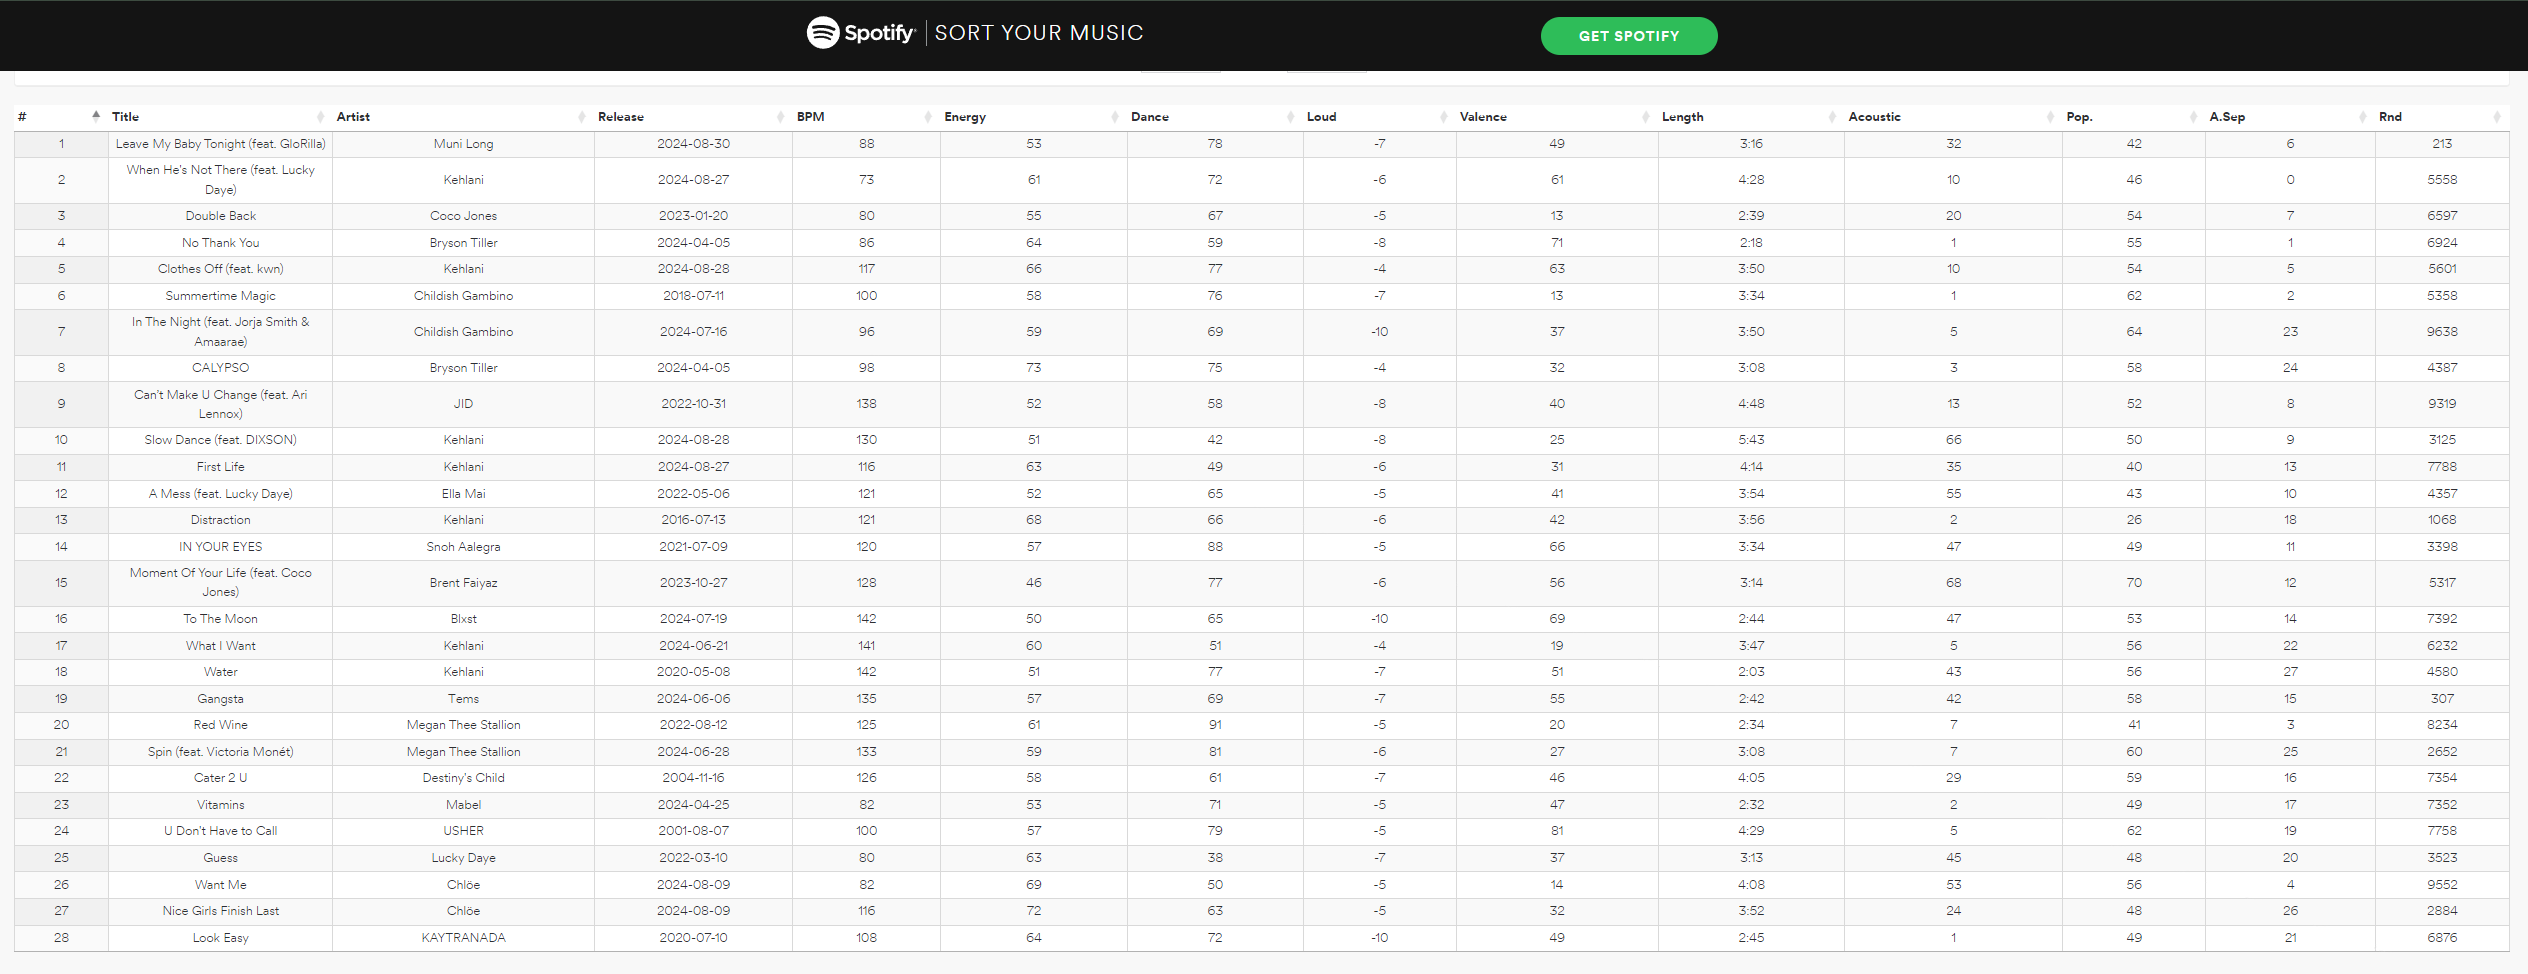 Spotify | SORT YOUR MUSIC GET SPOTIFY
# Title Artist Release BPM Energy Dance Loud Valence Length Acoustic Pop. A.Sep Rnd
1 Leave My Baby Tonight (feat. GloRilla) Muni Long 2024-08-30 88 53 78 -7 49 3:16 32 42 6 213
2 When He's Not There (feat. Lucky Daye) Kehlani 2024-08-27 73 61 72 -6 61 4:28 10 46 0 5558
3 Double Back Coco Jones 2023-01-20 80 55 67 -5 13 2:39 20 54 7 6597
4 No Thank You Bryson Tiller 2024-04-05 86 64 59 -8 71 2:18 1 55 1 6924
5 Clothes Off (feat. kwn) Kehlani 2024-08-28 117 66 77 -4 63 3:50 10 54 5 5601
6 Summertime Magic Childish Gambino 2018-07-11 100 58 76 -7 13 3:34 1 62 2 5358
7 In The Night (feat. Jorja Smith & Amaarae) Childish Gambino 2024-07-16 96 59 69 -10 37 3:50 5 64 23 9638
8 CALYPSO Bryson Tiller 2024-04-05 98 73 75 -4 32 3:08 3 58 24 4387
9 Can't Make U Change (feat. Ari Lennox) JID 2022-10-31 138 52 58 -8 40 4:48 13 52 8 9319
10 Slow Dance (feat. DIXSON) Kehlani 2024-08-28 130 51 42 -8 25 5:43 66 50 9 3125
11 First Life Kehlani 2024-08-27 116 63 49 -6 31 4:14 35 40 13 7788
12 A Mess (feat. Lucky Daye) Ella Mai 2022-05-06 121 52 65 -5 41 3:54 55 43 10 4357
13 Distraction Kehlani 2016-07-13 121 68 66 -6 42 3:56 2 26 18 1068
14 IN YOUR EYES Snoh Aalegra 2021-07-09 120 57 88 -5 66 3:34 47 49 11 3398
15 Moment Of Your Life (feat. Coco Jones) Brent Faiyaz 2023-10-27 128 46 77 -6 56 3:14 68 70 12 5317
16 To The Moon Blxst 2024-07-19 142 50 65 -10 69 2:44 47 53 14 7392
17 What I Want Kehlani 2024-06-21 141 60 51 -4 19 3:47 5 56 22 6232
18 Water Kehlani 2020-05-08 142 51 77 -7 51 2:03 43 56 27 4580
19 Gangsta Tems 2024-06-06 135 57 69 -7 55 2:42 42 58 15 307
20 Red Wine Megan Thee Stallion 2022-08-12 125 61 91 -5 20 2:34 7 41 3 8234
21 Spin (feat. Victoria Monét) Megan Thee Stallion 2024-06-28 133 59 81 -6 27 3:08 7 60 25 2652
22 Cater 2 U Destiny's Child 2004-11-16 126 58 61 -7 46 4:05 29 59 16 7354
23 Vitamins Mabel 2024-04-25 82 53 71 -5 47 2:32 2 49 17 7352
24 U Don't Have to Call USHER 2001-08-07 100 57 79 -5 81 4:29 5 62 19 7758
25 Guess Lucky Daye 2022-03-10 80 63 38 -7 37 3:13 45 48 20 3523
26 Want Me Chlöe 2024-08-09 82 69 50 -5 14 4:08 53 56 4 9552
27 Nice Girls Finish Last Chlöe 2024-08-09 116 72 63 -5 32 3:52 24 48 26 2884
28 Look Easy KAYTRANADA 2020-07-10 108 64 72 -10 49 2:45 1 49 21 6876